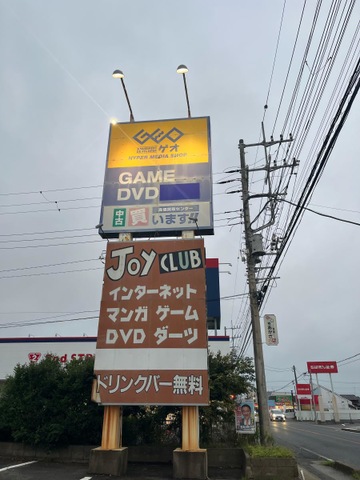 GEO
ゲオ
HYPER MEDIA SHOP
GAME
DVD
中古
買います!!
JOY CLUB
インターネット
マンガ ゲーム
DVD ダーツ
ドリンクバー無料
2nd STR